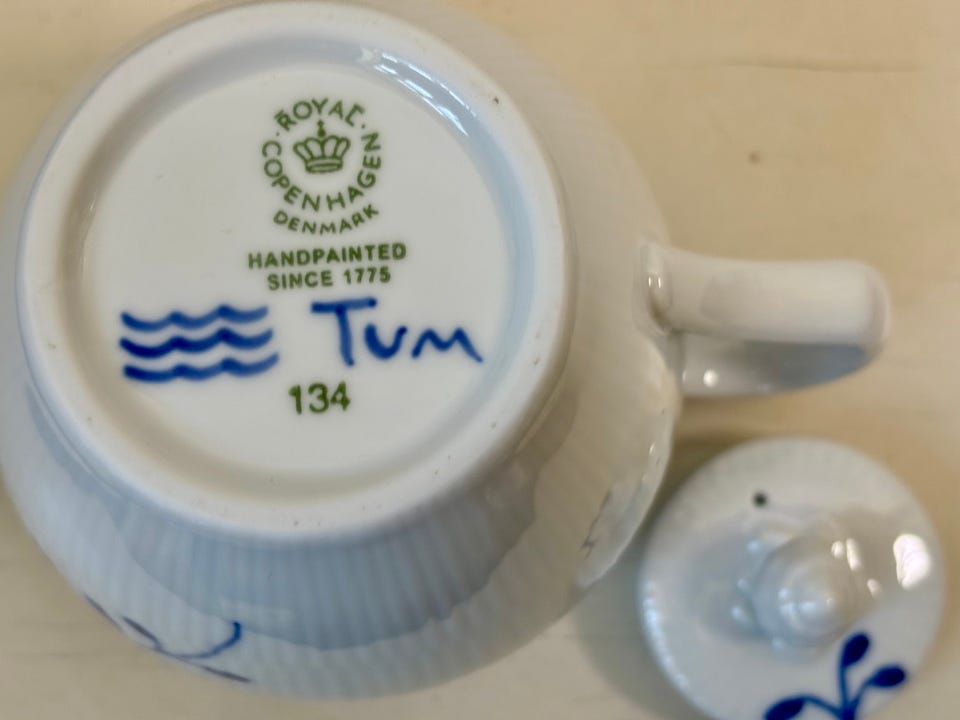 ROYAL COPENHAGEN
DENMARK
HANDPAINTED
SINCE 1775
Tum
134